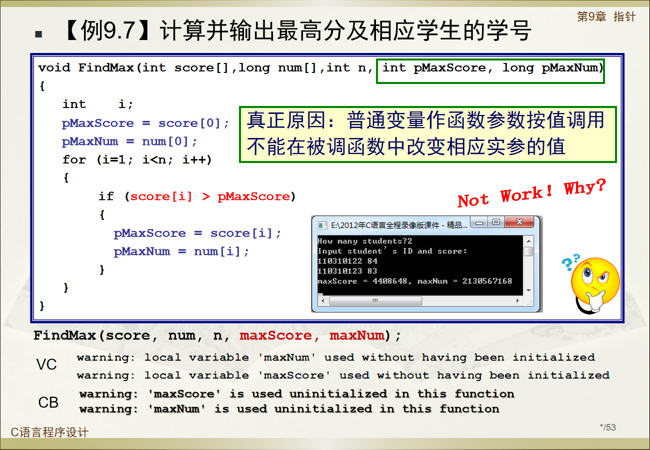 第9章 指针
▪ 【例9.7】计算并输出最高分及相应学生的学号
void FindMax(int score[],long num[],int n, int pMaxScore, long pMaxNum)
{
int i;
pMaxScore = score[0];
pMaxNum = num[0];
for (i=1; i<n; i++)
{
if (score[i] > pMaxScore)
{
pMaxScore = score[i];
pMaxNum = num[i];
}
}
}
真正原因：普通变量作函数参数按值调用
不能在被调函数中改变相应实参的值
Not Work! Why?
E:\2012年C语言全程录像版课件 - 精品...
How many students?2
Input student's ID and score:
110310122 84
110310123 83
maxScore = 4408648, maxNum = 2130567168
??
FindMax(score, num, n, maxScore, maxNum);
VC
warning: local variable 'maxNum' used without having been initialized
warning: local variable 'maxScore' used without having been initialized
CB
warning: 'maxScore' is used uninitialized in this function
warning: 'maxNum' is used uninitialized in this function
C语言程序设计
*/53